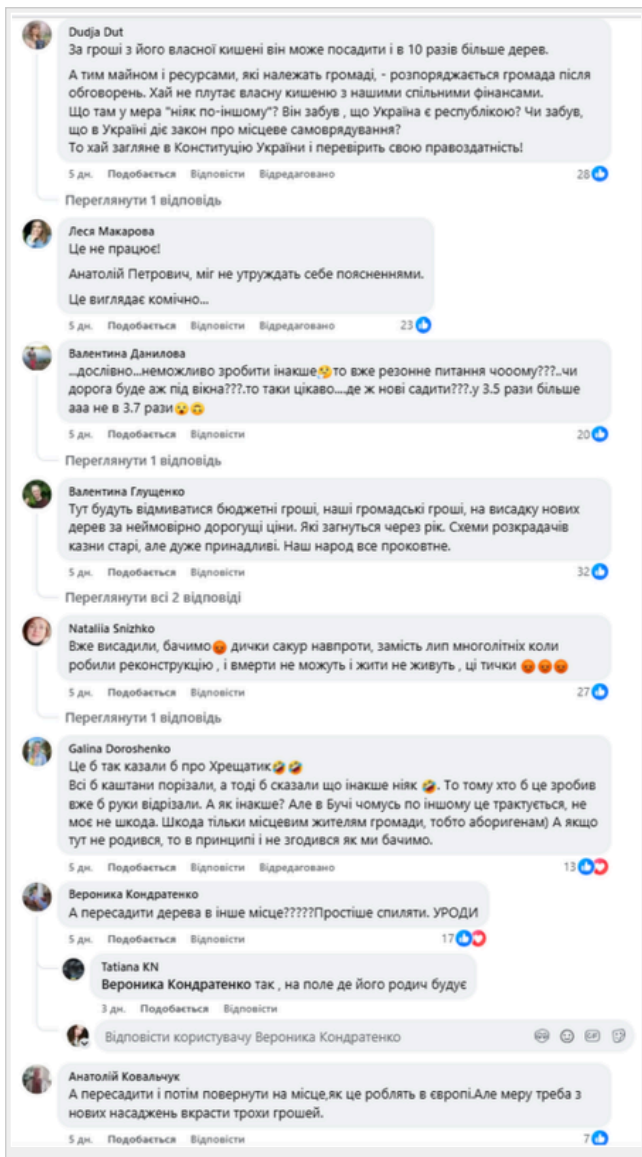 Dudja Dut
За гроші з його власної кишені він може посадити і в 10 разів більше дерев.
А тим майном і ресурсами, які належать громаді, - розпоряджається громада після
обговорень. Хай не плутає власну кишеню з нашими спільними фінансами.
Що там у мера "ніяк по-іншому"? Він забув , що Україна є республікою? Чи забув,
що в Україні діє закон про місцеве самоврядування?
То хай загляне в Конституцію України і перевірить свою правоздатність!
5 дн. Подобається Відповісти Відредаговано 28
Переглянути 1 відповідь
Леся Макарова
Це не працює!
Анатолій Петрович, міг не утруждать себе поясненнями.
Це виглядає комічно...
5 дн. Подобається Відповісти Відредаговано 23
Валентина Данилова
...дослівно...неможливо зробити інакше🤔то вже резонне питання чооому???..чи
дорога буде аж під вікна???.то таки цікаво....де ж нові садити???.у 3.5 рази більше
ааа не в 3.7 рази😮🙃
5 дн. Подобається Відповісти 20
Переглянути 1 відповідь
Валентина Глущенко
Тут будуть відмиватися бюджетні гроші, наші громадські гроші, на висадку нових
дерев за неймовірно дорогущі ціни. Які загнуться через рік. Схеми розкрадачів
казни старі, але дуже принадливі. Наш народ все проковтне.
5 дн. Подобається Відповісти 32
Переглянути всі 2 відповіді
Nataliia Snizhko
Вже висадили, бачимо😡 дички сакур навпроти, замість лип многолітніх коли
робили реконструкцію , і вмерти не можуть і жити не живуть , ці тички 😡😡😡
5 дн. Подобається Відповісти 27
Переглянути 1 відповідь
Galina Doroshenko
Це б так казали б про Хрещатик🤣🤣
Всі б каштани порізали, а тоді б сказали що інакше ніяк 🤣. То тому хто б це зробив
вже б руки відрізали. А як інакше? Але в Бучі чомусь по іншому це трактується, не
моє не шкода. Шкода тільки місцевим жителям громади, тобто аборигенам) А якщо
тут не родився, то в принципі і не згодився як ми бачимо.
5 дн. Подобається Відповісти Відредаговано 13
Вероника Кондратенко
А пересадити дерева в інше місце?????Простіше спиляти. УРОДИ
5 дн. Подобається Відповісти 17
Tatiana KN
Вероника Кондратенко так , на поле де його родич будує
3 дн. Подобається Відповісти
Відповісти користувачу Вероника Кондратенко GIF
Анатолій Ковальчук
А пересадити і потім повернути на місце,як це роблять в європі.Але меру треба з
нових насаджень вкрасти трохи грошей.
5 дн. Подобається Відповісти 7